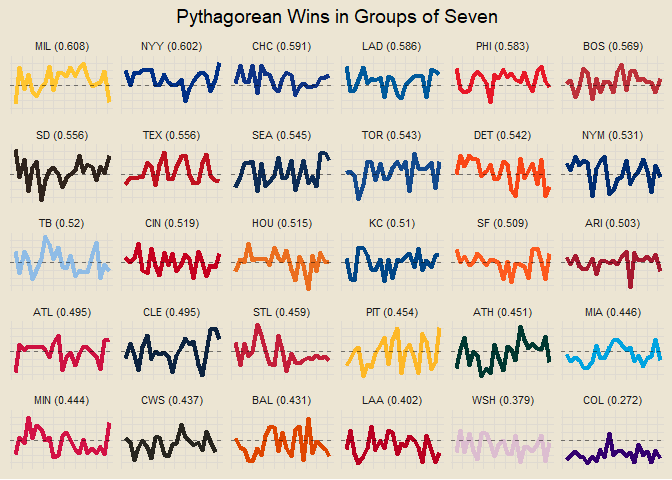 Pythagorean Wins in Groups of Seven
MIL (0.608) NYY (0.602) CHC (0.591) LAD (0.586) PHI (0.583) BOS (0.569)
SD (0.556) TEX (0.556) SEA (0.545) TOR (0.543) DET (0.542) NYM (0.531)
TB (0.52) CIN (0.519) HOU (0.515) KC (0.51) SF (0.509) ARI (0.503)
ATL (0.495) CLE (0.495) STL (0.459) PIT (0.454) ATH (0.451) MIA (0.446)
MIN (0.444) CWS (0.437) BAL (0.431) LAA (0.402) WSH (0.379) COL (0.272)